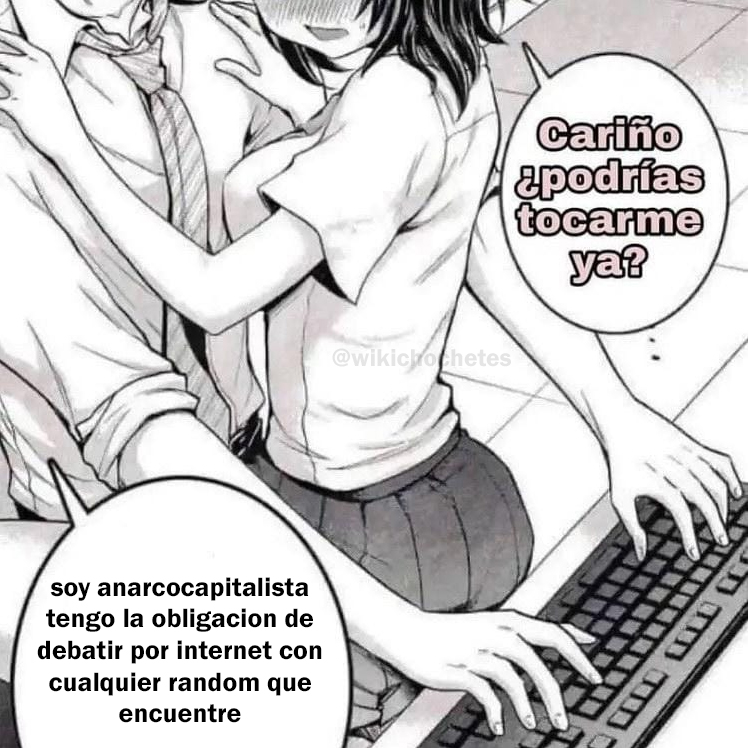 Cariño
¿podrías
tocarme
ya?
@wikichochetes
soy anarcocapitalista
tengo la obligacion de
debatir por internet con
cualquier random que
encuentre